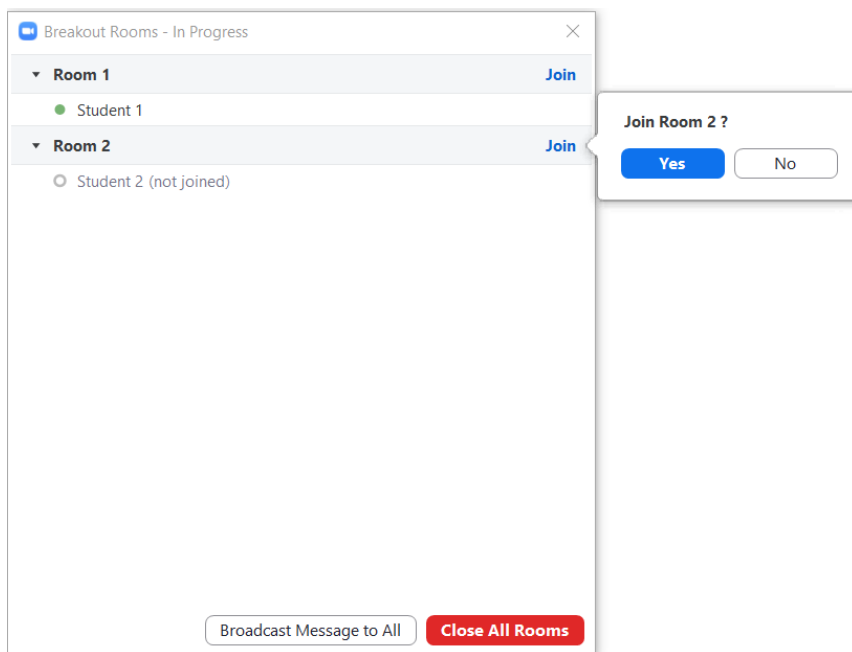 Breakout Rooms - In Progress
Room 1 Join
Student 1
Room 2 Join
Student 2 (not joined)
Join Room 2 ?
Yes No
Broadcast Message to All Close All Rooms